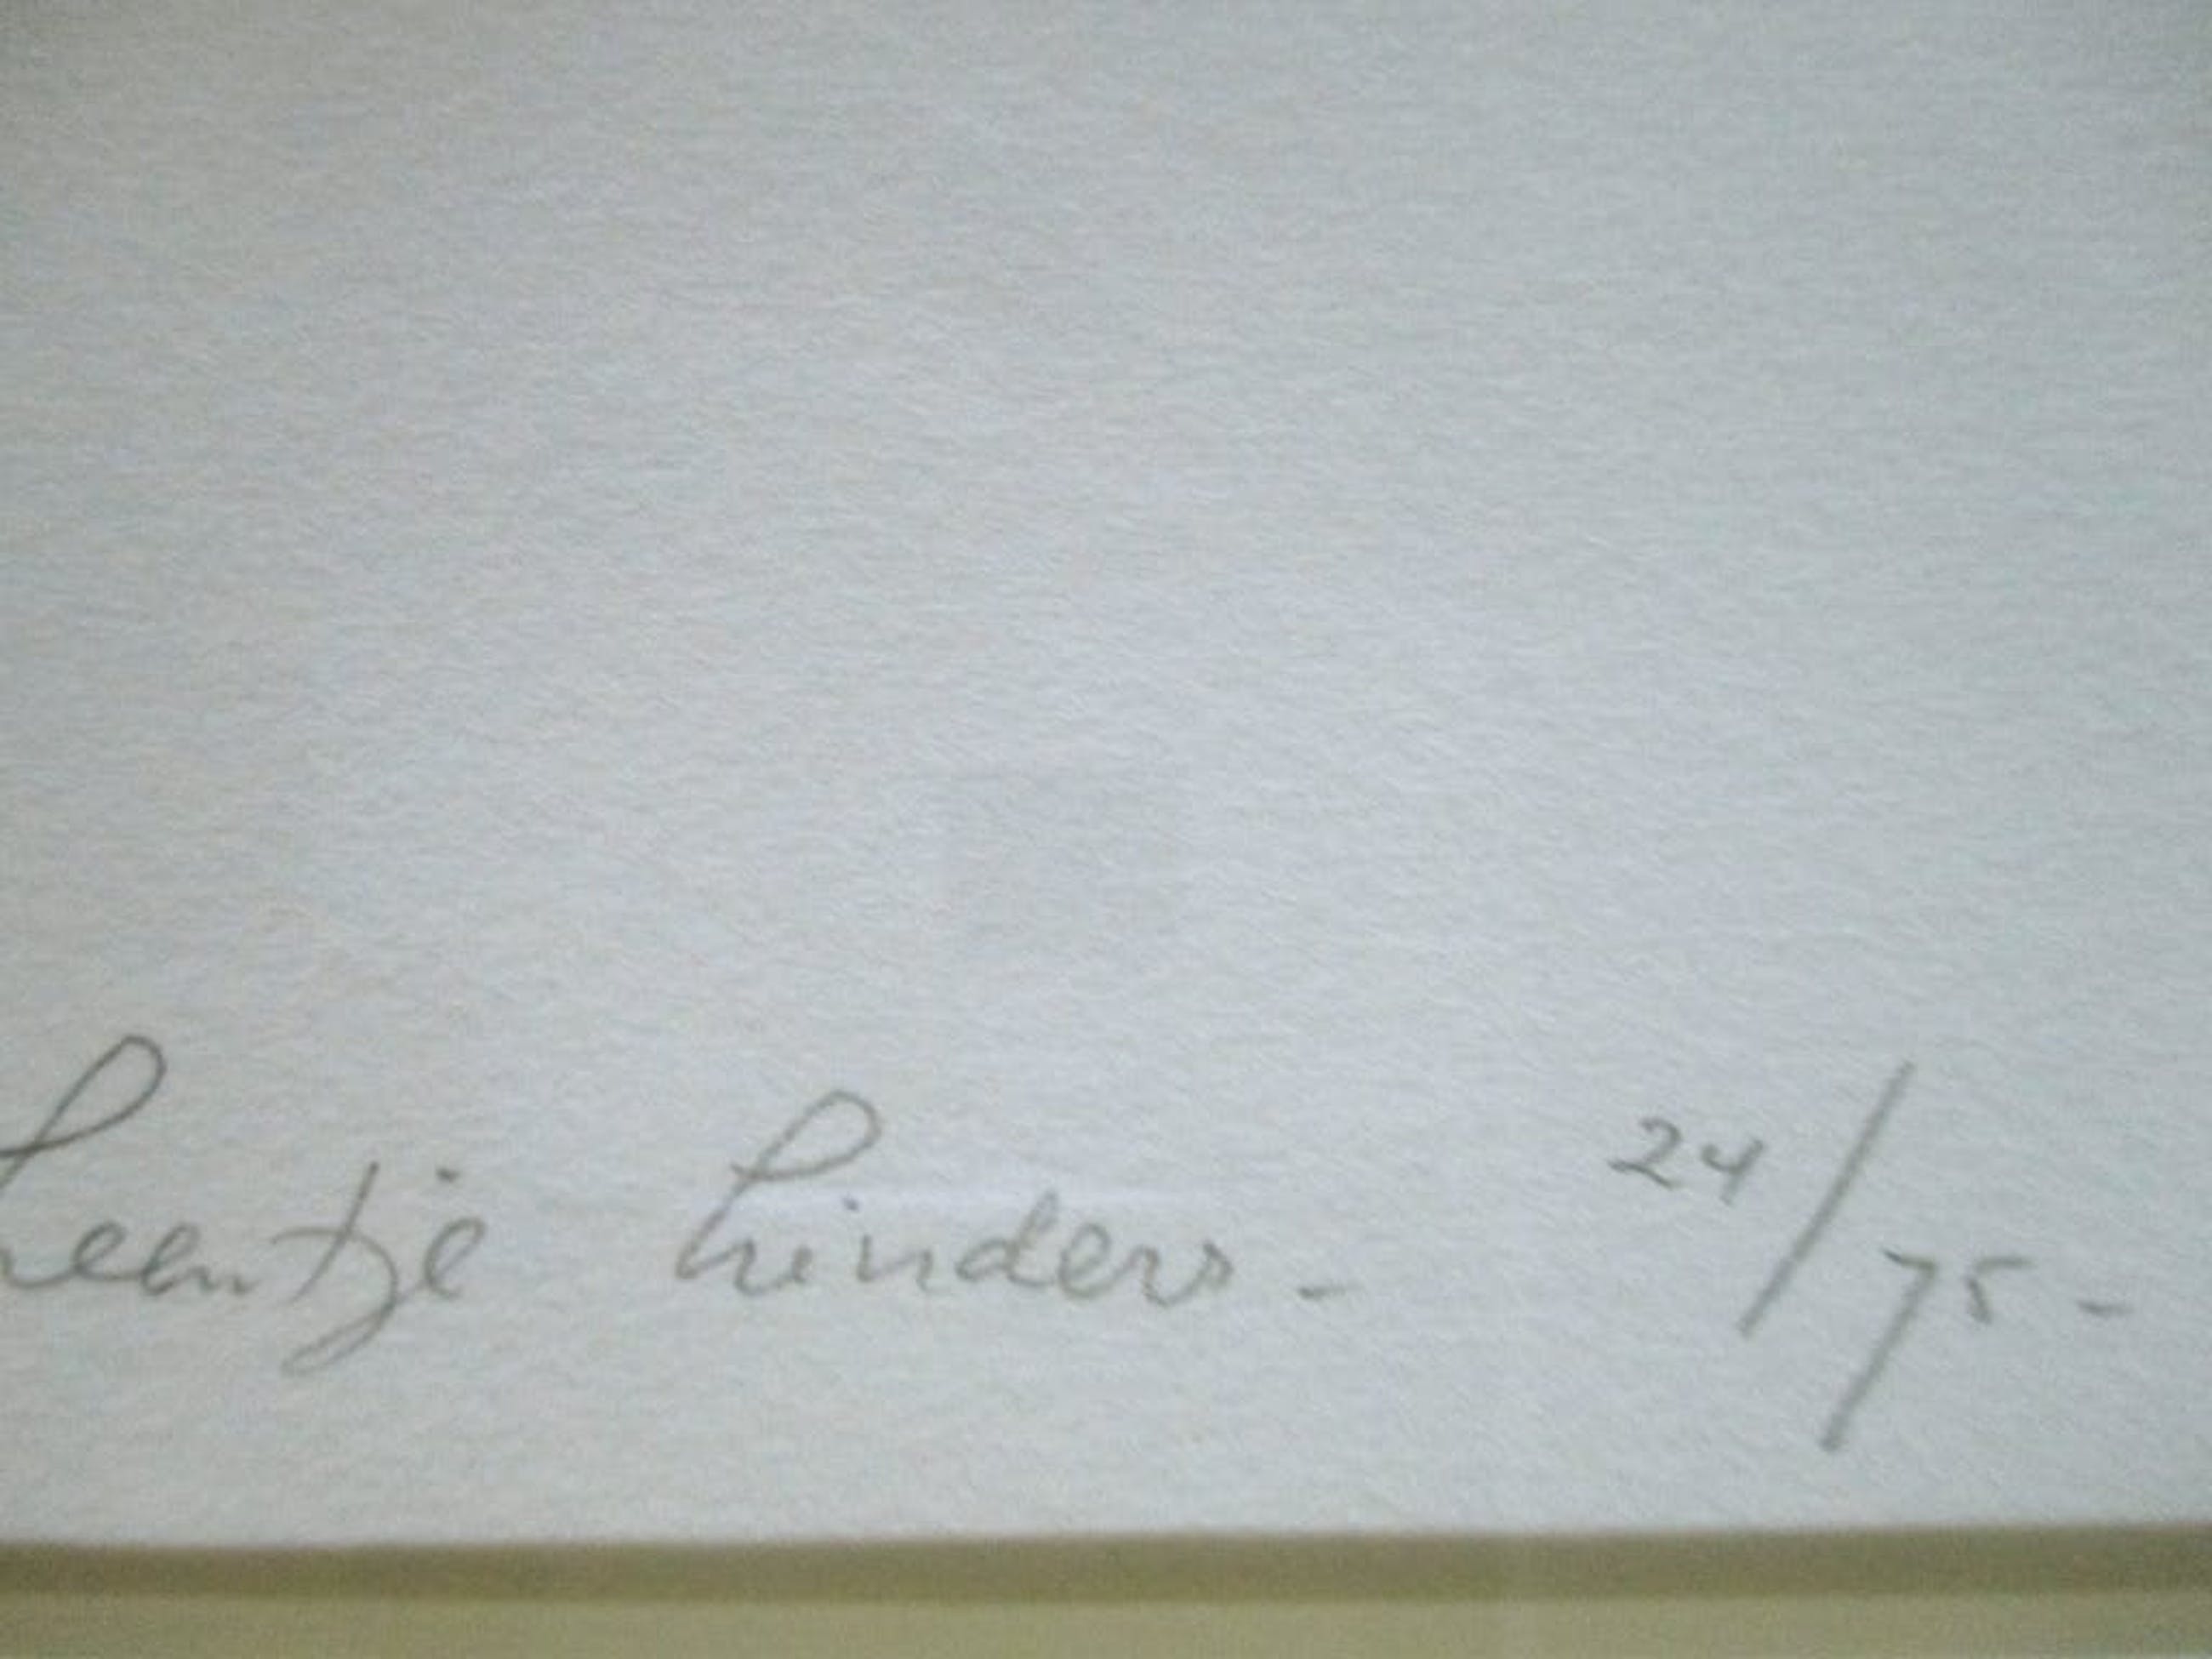 Leentje Linders - 24/75 -